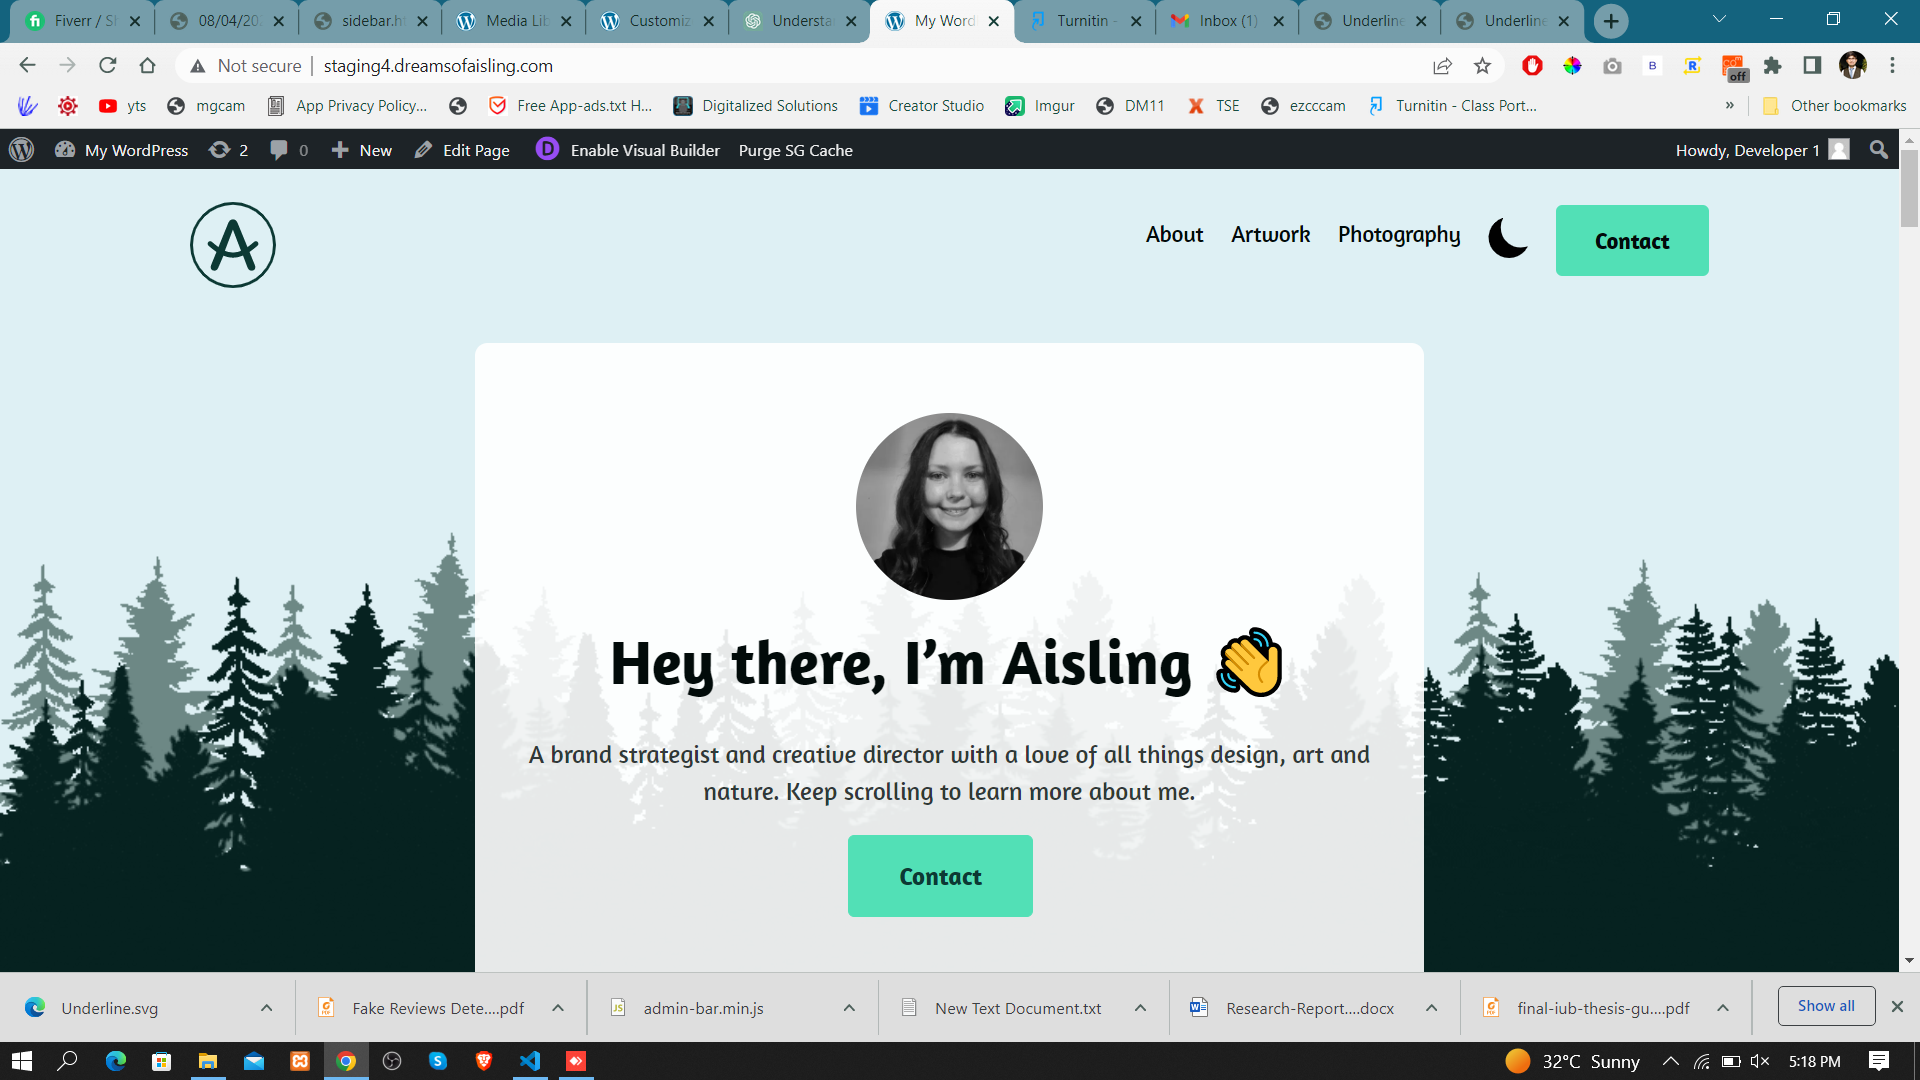 Fiverr / Sh
08/04/202
sidebar.ht
Media Lib
Customiz
Understa
My Word
Turnitin -
Inbox (1)
Underline
Underline
Not secure
staging4.dreamsofaisling.com
off
yts
mgcam
App Privacy Policy...
Free App-ads.txt H...
Digitalized Solutions
Creator Studio
Imgur
DM11
TSE
ezcccam
Turnitin - Class Port...
»
Other bookmarks
My WordPress
2
0
New
Edit Page
Enable Visual Builder
Purge SG Cache
Howdy, Developer 1
About
Artwork
Photography
Contact
Hey there, I’m Aisling 👋
A brand strategist and creative director with a love of all things design, art and
nature. Keep scrolling to learn more about me.
Contact
Underline.svg
Fake Reviews Dete....pdf
admin-bar.min.js
New Text Document.txt
Research-Report....docx
final-iub-thesis-gu....pdf
Show all
32°C Sunny
5:18 PM